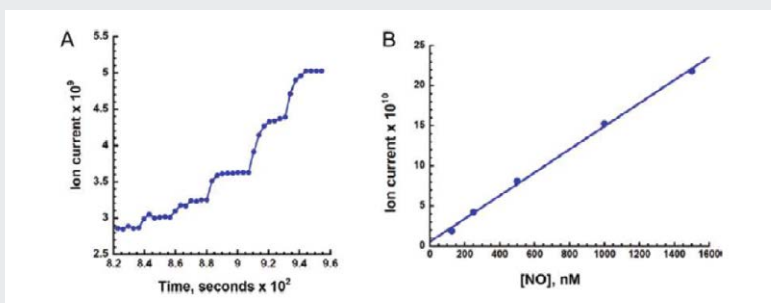 A
Ion current x 10⁹
5.5
5
4.5
4
3.5
3
2.5
8.2 8.4 8.6 8.8 9 9.2 9.4 9.6
Time, seconds x 10²
B
Ion current x 10¹⁰
25
20
15
10
5
0
0 200 400 600 800 1000 1200 1400 1600
[NO], nM